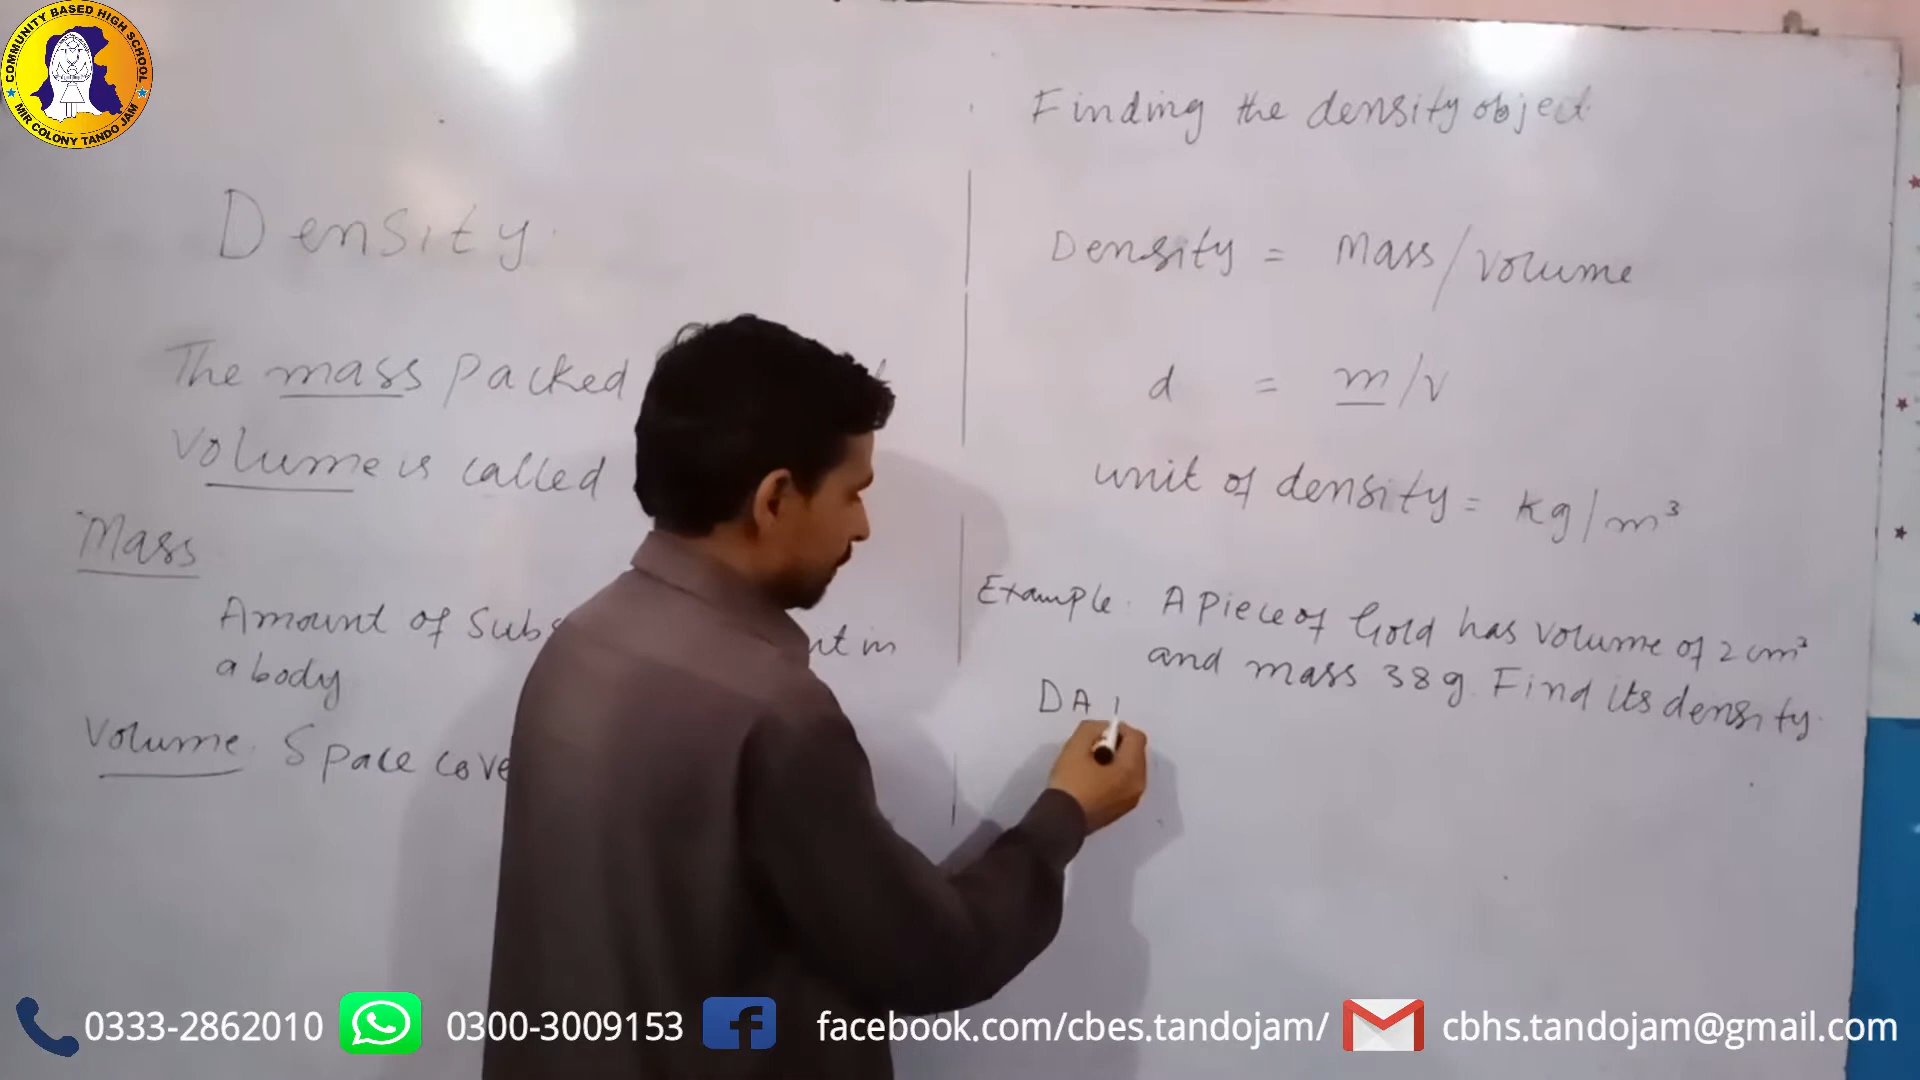 COMMUNITY BASED HIGH SCHOOL
MIR COLONY TANDO JAM
Density.
The mass packed
volume is called
Mass
Amount of Subs nt in
a body
Volume. Space cove
Finding the density object.
Density = Mass/volume
d = m/v
unit of density = kg/m³
Example. A piece of Gold has volume of 2 cm³
and mass 38g. Find its density.
DA
0333-2862010 0300-3009153 facebook.com/cbes.tandojam/ cbhs.tandojam@gmail.com